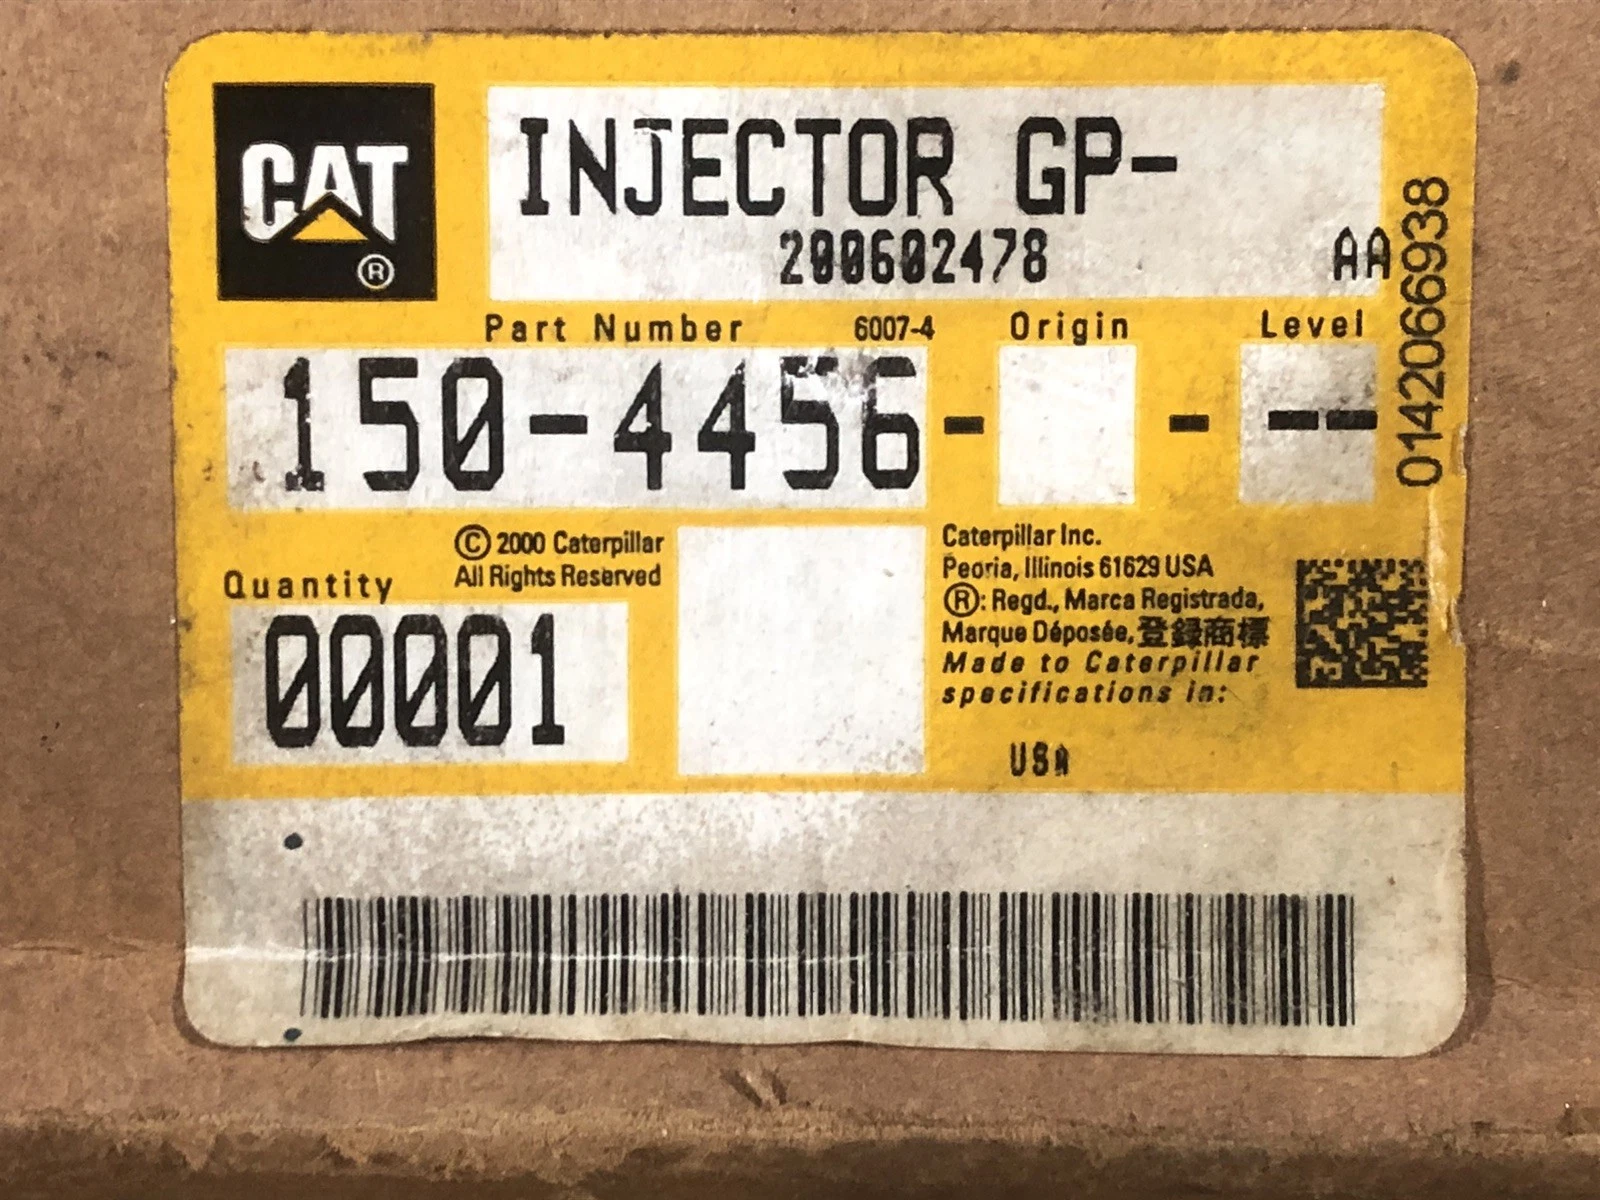 CAT
®
INJECTOR GP-
200602478 AA
01420669938
Part Number 6007-4 Origin Level
150-4456- - --
© 2000 Caterpillar
All Rights Reserved
Quantity
00001
Caterpillar Inc.
Peoria, Illinois 61629 USA
®: Regd., Marca Registrada,
Marque Déposée, 登録商標
Made to Caterpillar
specifications in:
USA